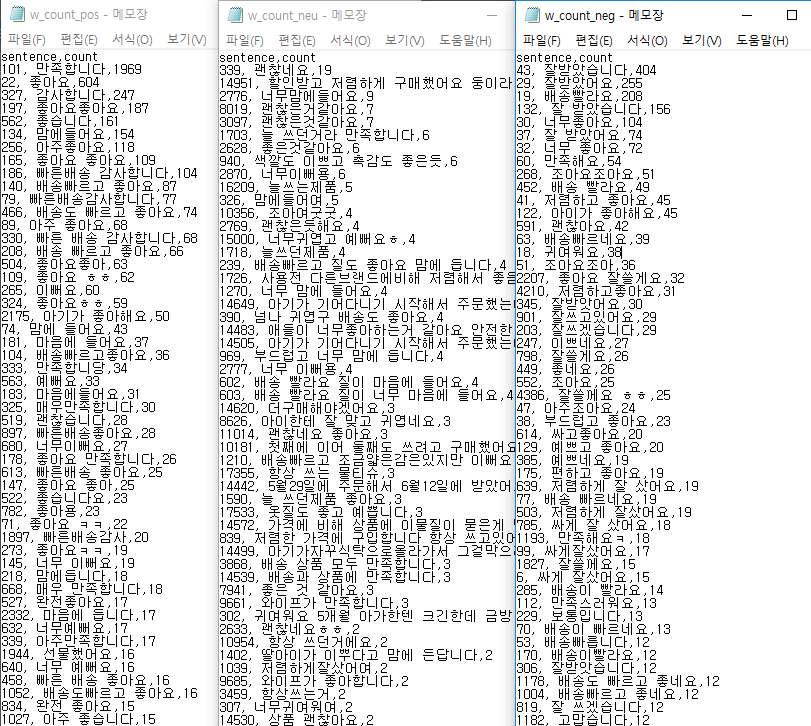 w_count_pos - 메모장
파일(F) 편집(E) 서식(O) 보기(V)
sentence,count
101, 만족합니다,1969
22, 좋아요,604
327, 감사합니다,247
197, 좋아요좋아요,187
562, 좋습니다,161
134, 맘에들어요,154
256, 아주좋아요,118
165, 좋아요 좋아요,109
186, 빠른배송 감사합니다,104
140, 배송빠르고 좋아요,87
79, 빠른배송감사합니다,77
466, 배송도 빠르고 좋아요,74
89, 아주 좋아요,68
330, 빠른 배송 감사합니다,68
208, 배송 빠르고 좋아요,66
504, 좋아요좋아,63
109, 좋아요 ㅎㅎ,62
265, 이뻐요,60
324, 좋아요ㅎㅎ,59
2175, 아기가 좋아해요,50
74, 맘에 들어요,43
181, 마음에 들어요,37
104, 배송빠르고좋아요,36
333, 만족합니당,34
563, 예뻐요,33
183, 마음에들어요,31
325, 매우만족합니다,30
519, 괜찮습니다,28
897, 빠른배송좋아요,28
680, 너무이뻐요,27
178, 좋아요 만족합니다,26
613, 빠른배송 좋아요,25
147, 좋아요 좋아,25
522, 좋습니다요,23
782, 좋아용,23
71, 좋아요 ㅋㅋ,22
1897, 빠른배송감사,20
273, 좋아요ㅋㅋ,19
145, 너무 이뻐요,19
218, 맘에듭니다,18
668, 매우 만족합니다,18
527, 완전좋아요,17
2332, 마음에 듭니다,17
632, 너무예뻐요,17
339, 아주만족합니다,17
1944, 선물했어요,16
640, 너무 예뻐요,16
458, 빠른 배송 좋아요,16
1052, 배송도빠르고 좋아요,16
834, 완전 좋아요,15
1027, 아주 좋습니다,15
w_count_neu - 메모장
파일(F) 편집(E) 서식(O) 보기(V) 도움말(H)
sentence,count
339, 괜찮네요,19
14951, 할인받고 저렴하게 구매했어요 둥이라
2776, 너무맘에들어요,9
8019, 괜찮은거같아요,7
3097, 괜찮은것같아요,7
1703, 늘 쓰던거라 만족합니다,6
2628, 좋은것같아요,6
940, 색깔도 이쁘고 촉감도 좋은듯,6
2870, 너무이뻐용,6
16209, 늘쓰는제품,5
326, 맘에들어여,5
10356, 조아여굿굿,4
2769, 괜찮은듯해요,4
15000, 너무귀엽고 예뻐요ㅎ,4
1718, 늘쓰던제품,4
239, 배송빠르고 질도 좋아요 맘에 듭니다,4
1726, 사용전 다른브랜드에비해 저렴해서 좋음
1270, 너무 맘에 들어요,4
14649, 아기가 기어다니기 시작해서 주문했는
390, 넘나 귀엽구 배송도 좋아요,4
14483, 애들이 너무좋아하는거 같아요 안전한
14505, 아기가 기어다니기 시작해서 주문했는
969, 부드럽고 너무 맘에 듭니다,4
2777, 너무 이뻐용,4
602, 배송 빨라요 질이 마음에 들어요,4
603, 배송 빨라요 질이 너무 마음에 들어요,4
14620, 더구매해야겠어요,3
8626, 아이한테 잘 맞고 귀엽네요,3
11014, 괜찮네요 좋아요,3
10181, 첫째에 이어 둘째도 쓰려고 구매했어요
1210, 배송빠르고 조금얇은감은있지만 이뻐요
17355, 항상 쓰는 물티슈,3
14442, 5월29일에 주문해서 6월12일에 받았어
1590, 늘 쓰던제품 좋아요,3
17533, 옷질도 좋고 예쁩니다,3
14572, 가격에 비해 상품에 이물질이 묻은게
839, 저렴한 가격에 구입합니다 항상 쓰고있어
14499, 아기가자꾸식탁으로올라가서 그걸막으
3868, 배송 상품 모두 만족합니다,3
14539, 배송과 상품에 만족합니다,3
7941, 좋은 것 같아요,3
9661, 와이프가 만족합니다,3
302, 귀여워요 5개월 아가한텐 크긴한데 금방
2633, 괜찮네요ㅎㅎ,2
10954, 항상 쓰던거에요,2
1402, 딸아이가 이쁘다고 맘에 든답니다,2
1039, 저렴하게잘샀어여,2
9685, 와이프가 좋아합니다,2
3459, 항상쓰는거,2
307, 너무귀여워여,2
14530, 상품 괜찮아요,2
w_count_neg - 메모장
파일(F) 편집(E) 서식(O) 보기(V) 도움말(H)
sentence,count
43, 잘받았습니다,404
29, 잘받았어요,255
19, 배송빨라요,208
132, 잘 받았습니다,156
30, 너무좋아요,104
37, 잘 받았어요,74
32, 너무 좋아요,72
60, 만족해요,54
268, 조아요조아요,51
452, 배송 빨라요,49
41, 저렴하고 좋아요,45
122, 아이가 좋아해요,45
591, 괜찮아요,42
63, 배송빠르네요,39
18, 귀여워요,38
51, 조아요조아,36
2207, 좋아요 잘쓸게요,32
4210, 저렴하고좋아요,31
345, 잘받았어요,30
901, 잘쓰고있어요,29
203, 잘쓰겠습니다,29
247, 이쁘네요,27
798, 잘쓸게요,26
449, 좋네요,26
552, 조아요,25
4386, 잘쓸께요 ㅎㅎ,25
47, 아주조아요,24
38, 부드럽고 좋아요,23
614, 싸고좋아요,20
129, 예쁘고 좋아요,20
385, 예쁘네요,19
175, 편하고 좋아요,19
639, 저렴하게 잘 샀어요,19
77, 배송 빠르네요,19
503, 저렴하게 잘샀어요,19
785, 싸게 잘 샀어요,18
1193, 만족해요ㅋ,18
99, 싸게잘샀어요,17
1827, 잘쓸께요,15
6, 싸게 잘샀어요,15
285, 배송이 빨라요,14
112, 만족스러워요,13
229, 보통입니다,13
70, 배송이 빠르네요,13
53, 배송빠릅니다,12
170, 배송이빨라요,12
306, 잘받았슴니다,12
1178, 배송도 빠르고 좋네요,12
1004, 배송빠르고 좋네요,12
819, 잘 쓰겠습니다,12
1182, 고맙습니다,11